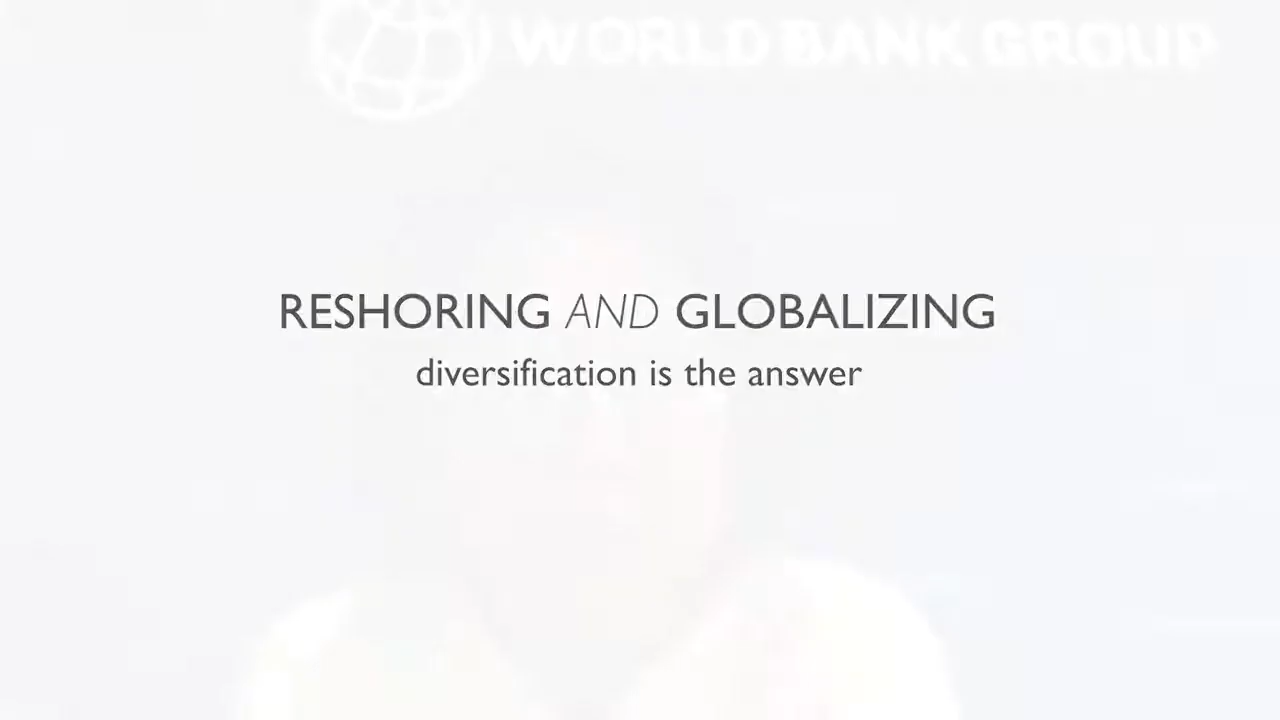 WORLD BANK GROUP
RESHORING AND GLOBALIZING
diversification is the answer